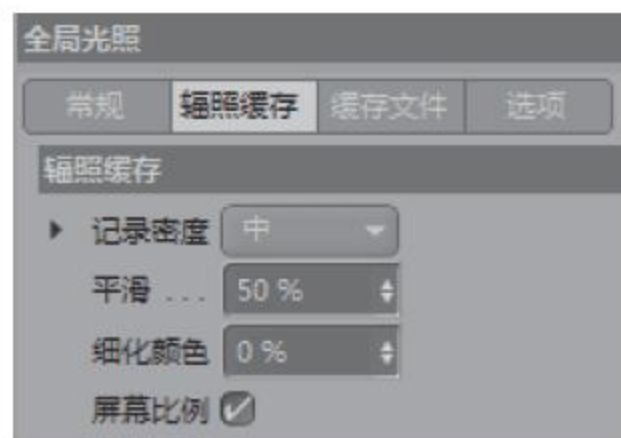 全局光照
常规 辐照缓存 缓存文件 选项
辐照缓存
记录密度 中
平滑 . . . 50 %
细化颜色 0 %
屏幕比例